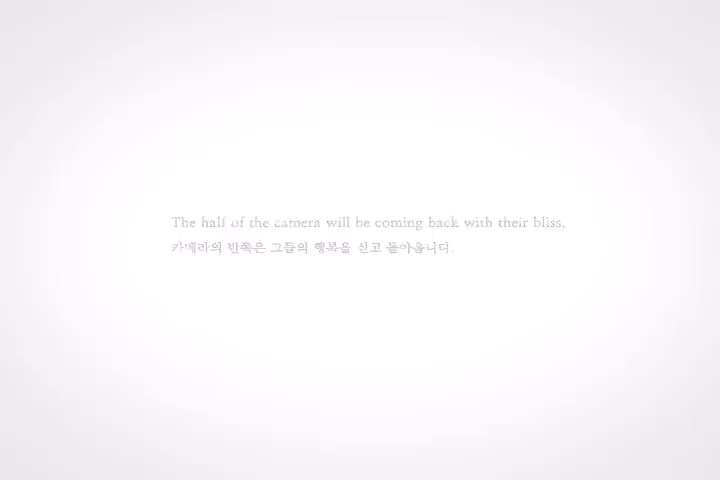 The half of the camera will be coming back with their bliss.
카메라의 반쪽은 그들의 행복을 싣고 돌아옵니다.